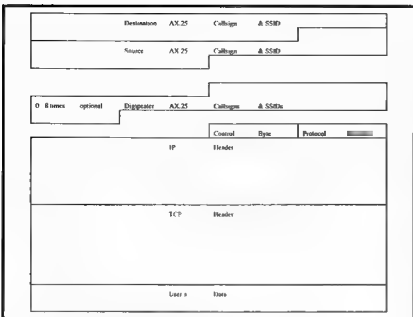 Destination AX.25 Callsign & SSID
Source AX.25 Callsign & SSID
0 8 times optional Digipeater AX.25 Callsigns & SSIDs
Control Byte Protocol
IP Header
TCP Header
User s Data